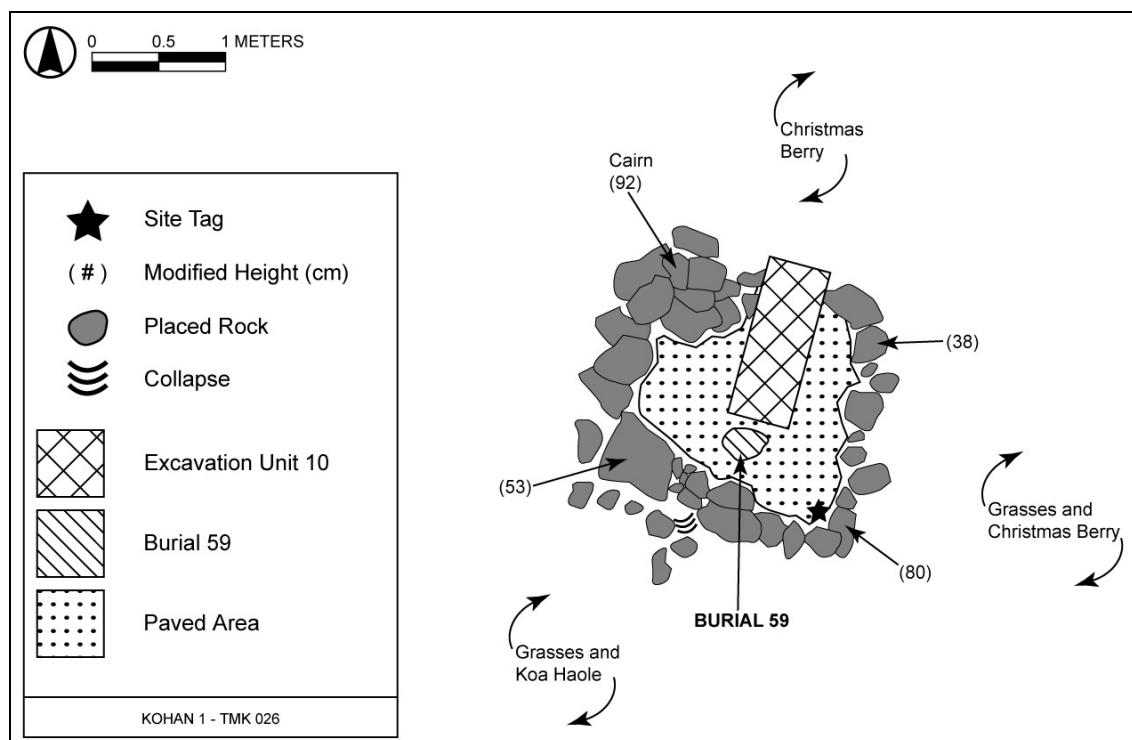 0 0.5 1 METERS
Site Tag
( # ) Modified Height (cm)
Placed Rock
Collapse
Excavation Unit 10
Burial 59
Paved Area
KOHAN 1 - TMK 026
Christmas
Berry
Cairn
(92)
(38)
(53)
Grasses and
Christmas Berry
(80)
BURIAL 59
Grasses and
Koa Haole